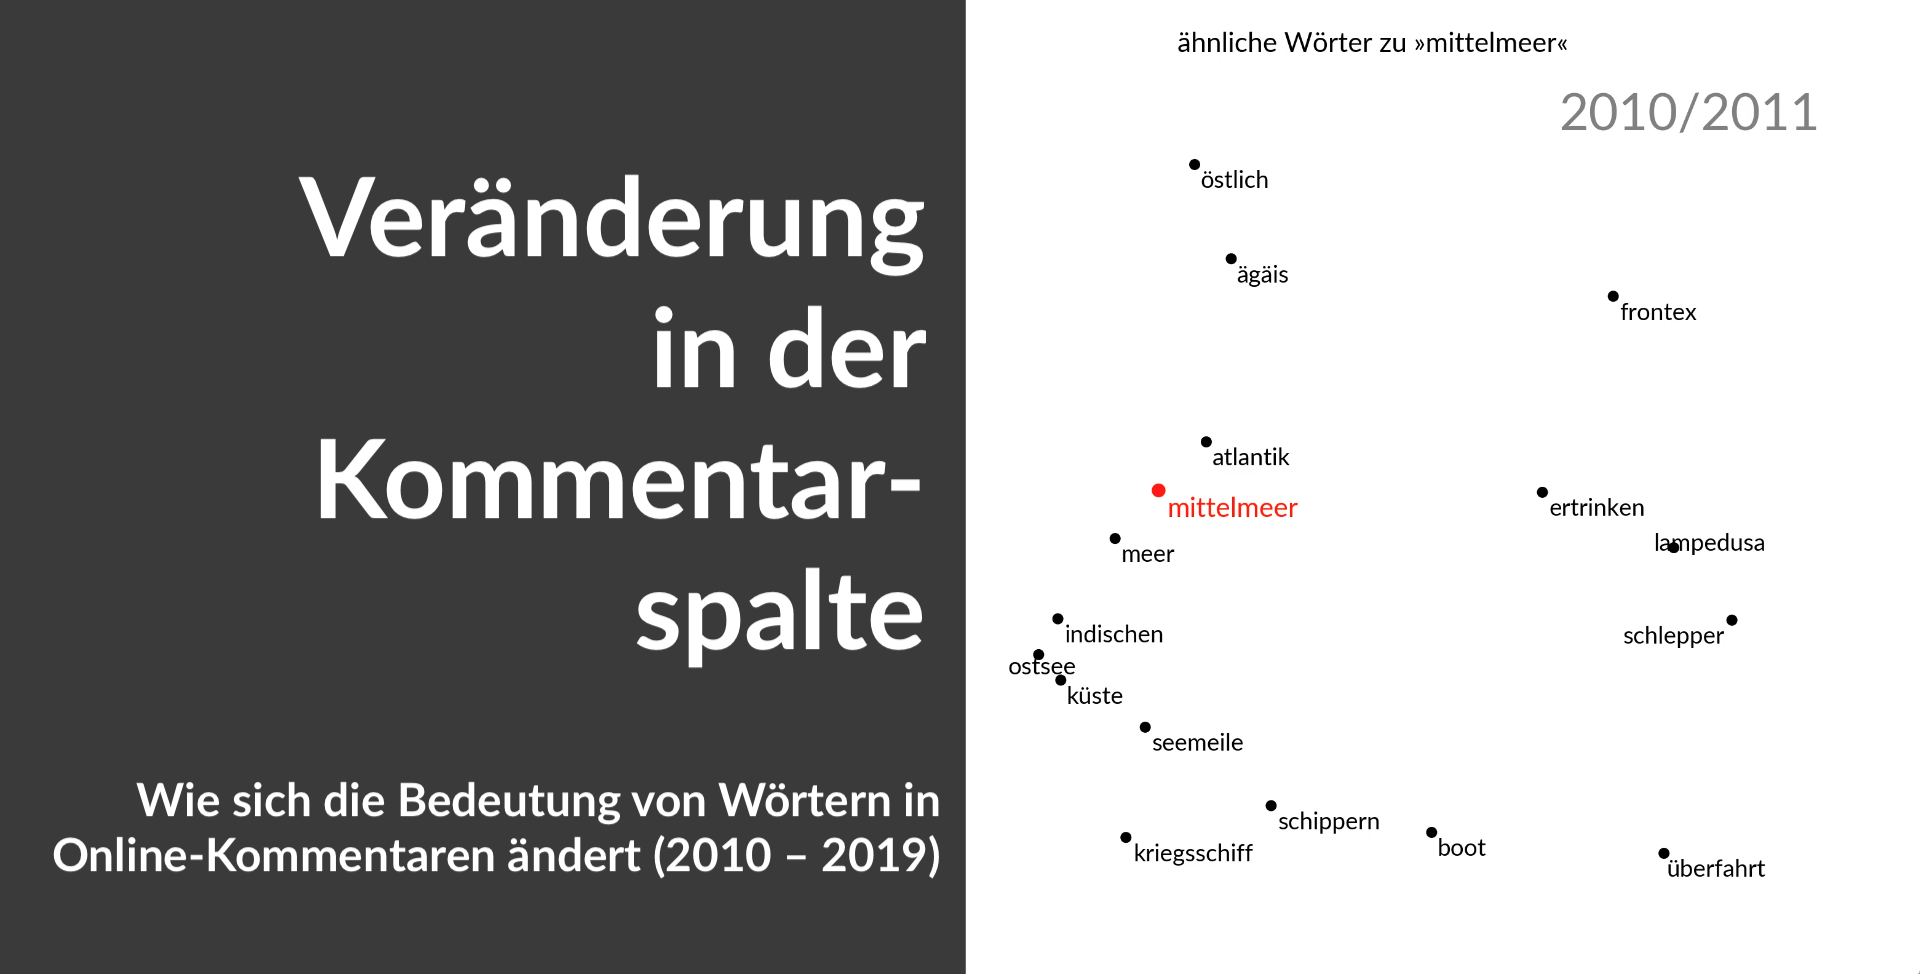 Veränderung
in der
Kommentar-
spalte
Wie sich die Bedeutung von Wörtern in
Online-Kommentaren ändert (2010 – 2019)
ähnliche Wörter zu »mittelmeer«
2010/2011
östlich
ägäis
frontex
atlantik
mittelmeer
ertrinken
lampedusa
meer
indischen
schlepper
ostsee
küste
seemeile
schippern
kriegsschiff
boot
überfahrt